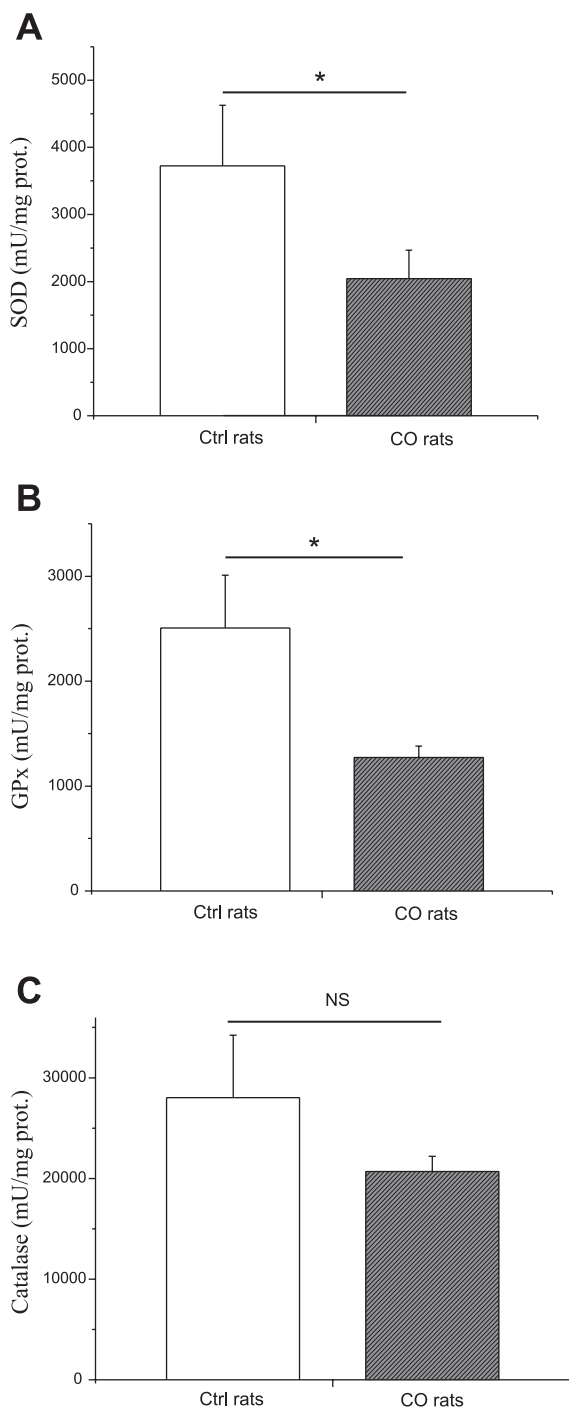 A
*
5000
4000
3000
2000
1000
0
SOD (mU/mg prot.)
Ctrl rats CO rats
B
*
3000
2000
1000
0
GPx (mU/mg prot.)
Ctrl rats CO rats
C
NS
30000
20000
10000
0
Catalase (mU/mg prot.)
Ctrl rats CO rats